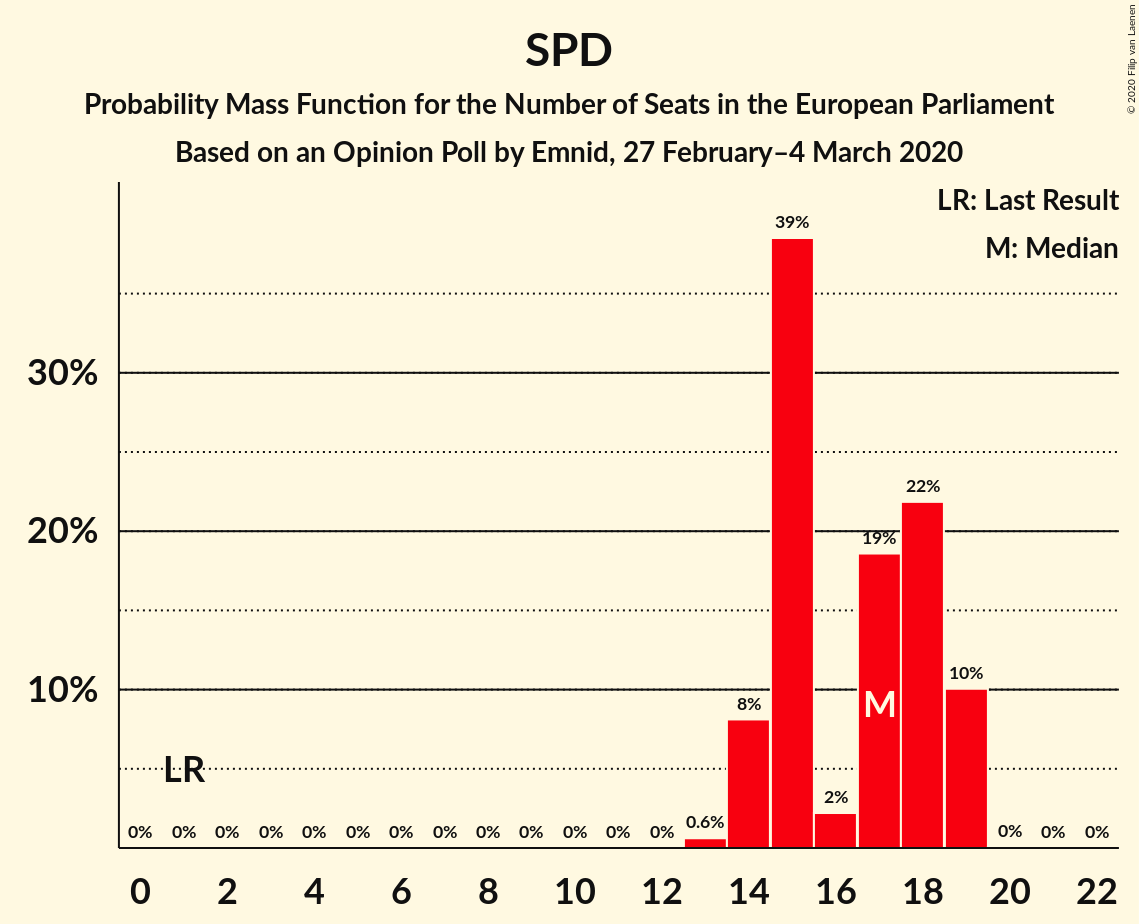 SPD
Probability Mass Function for the Number of Seats in the European Parliament
Based on an Opinion Poll by Emnid, 27 February–4 March 2020
© 2020 Filip van Laenen
LR: Last Result
M: Median
39%
30%
22%
20%
19%
10%
10%
8%
M
LR
2%
0.6%
0% 0% 0% 0% 0% 0% 0% 0% 0% 0% 0% 0% 0% 0% 0% 0%
0 2 4 6 8 10 12 14 16 18 20 22